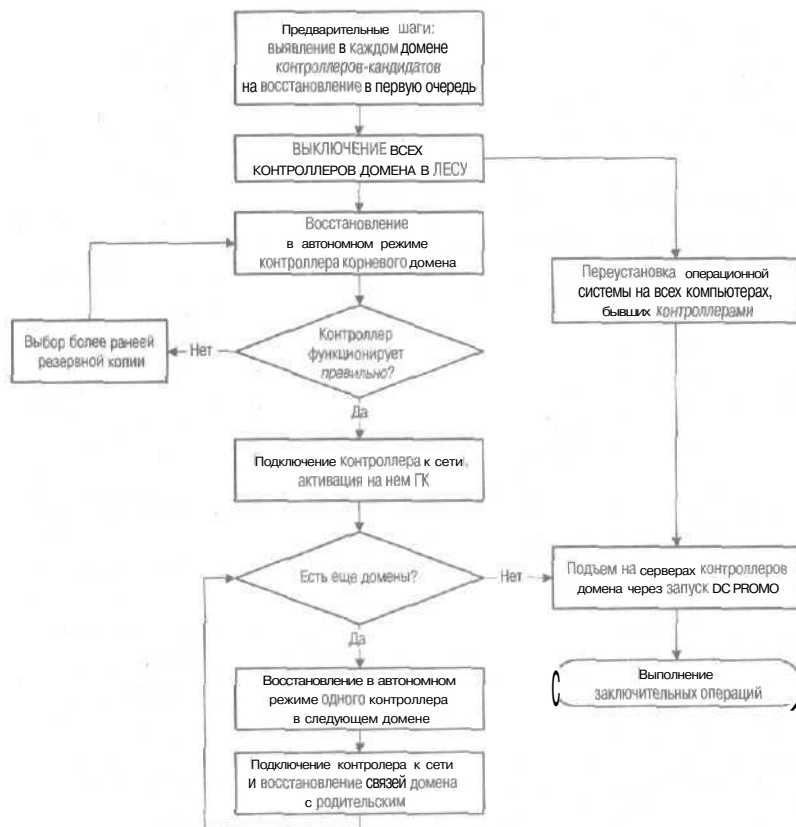 Предварительные шаги:
выявление в каждом домене
контроллеров-кандидатов
на восстановление в первую очередь
ВЫКЛЮЧЕНИЕ ВСЕХ
КОНТРОЛЛЕРОВ ДОМЕНА В ЛЕСУ
Восстановление
в автономном режиме
контроллера корневого домена
Переустановка операционной
системы на всех компьютерах,
бывших контроллерами
Выбор более ранеей
резервной копии
Нет
Контроллер
функционирует
правильно?
Да
Подключение контроллера к сети,
активация на нем ГК
Есть еще домены?
Нет
Подъем на серверах контроллеров
домена через запуск DC PROMO
Да
Восстановление в автономном
режиме одного контроллера
в следующем домене
Выполнение
заключительных операций
Подключение контролера к сети
и восстановление связей домена
с родительским